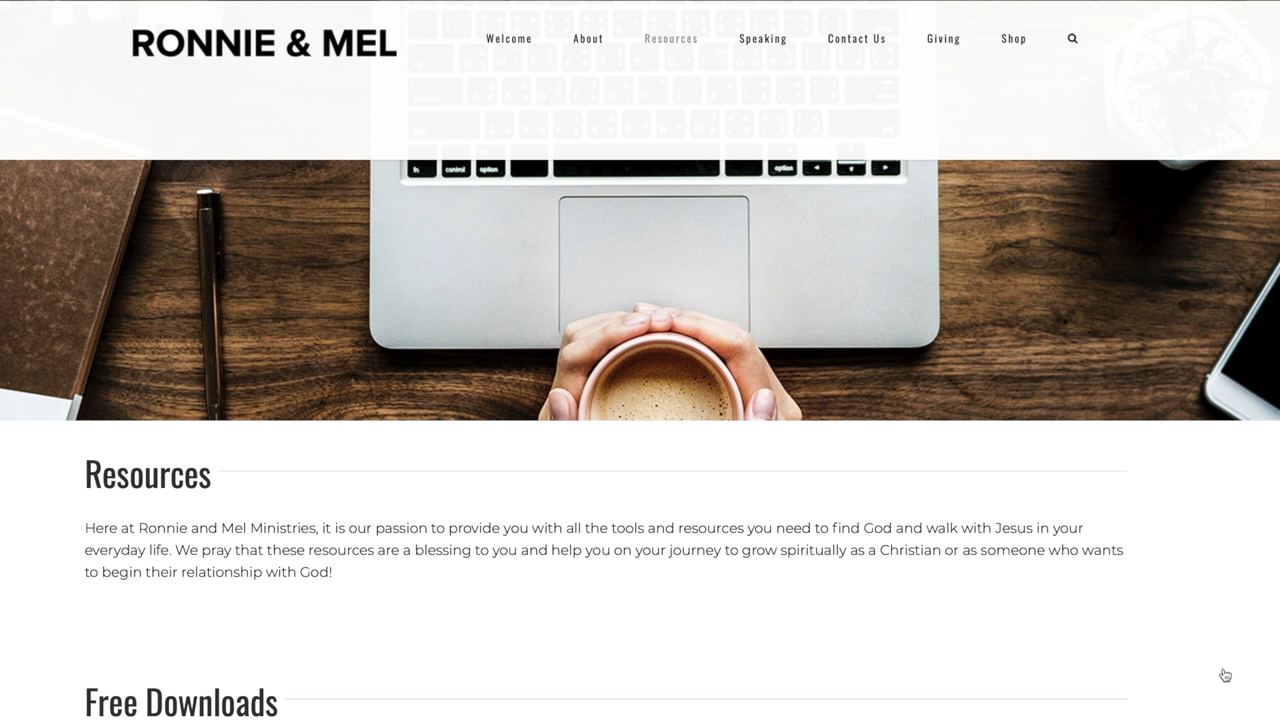 RONNIE & MEL
Welcome About Resources Speaking Contact Us Giving Shop
fn control option option
Resources
Here at Ronnie and Mel Ministries, it is our passion to provide you with all the tools and resources you need to find God and walk with Jesus in your
everyday life. We pray that these resources are a blessing to you and help you on your journey to grow spiritually as a Christian or as someone who wants
to begin their relationship with God!
Free Downloads